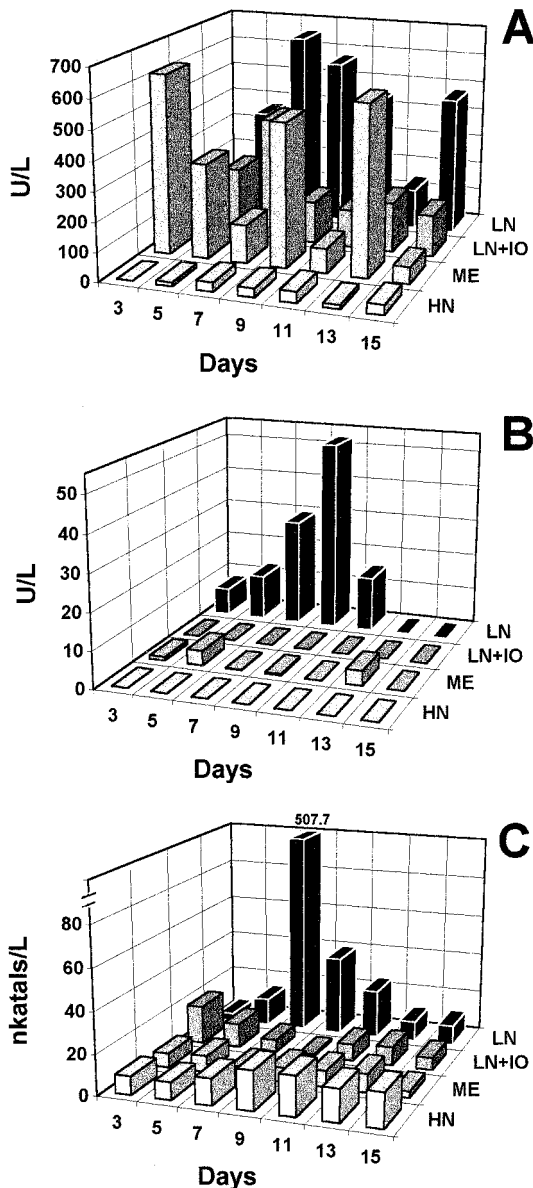 A
700
600
500
400
300
200
100
0
U/L
3 5 7 9 11 13 15
Days
LN
LN+IO
ME
HN
B
50
40
30
20
10
0
U/L
3 5 7 9 11 13 15
Days
LN
LN+IO
ME
HN
C
507.7
80
60
40
20
0
nkatals/L
3 5 7 9 11 13 15
Days
LN
LN+IO
ME
HN